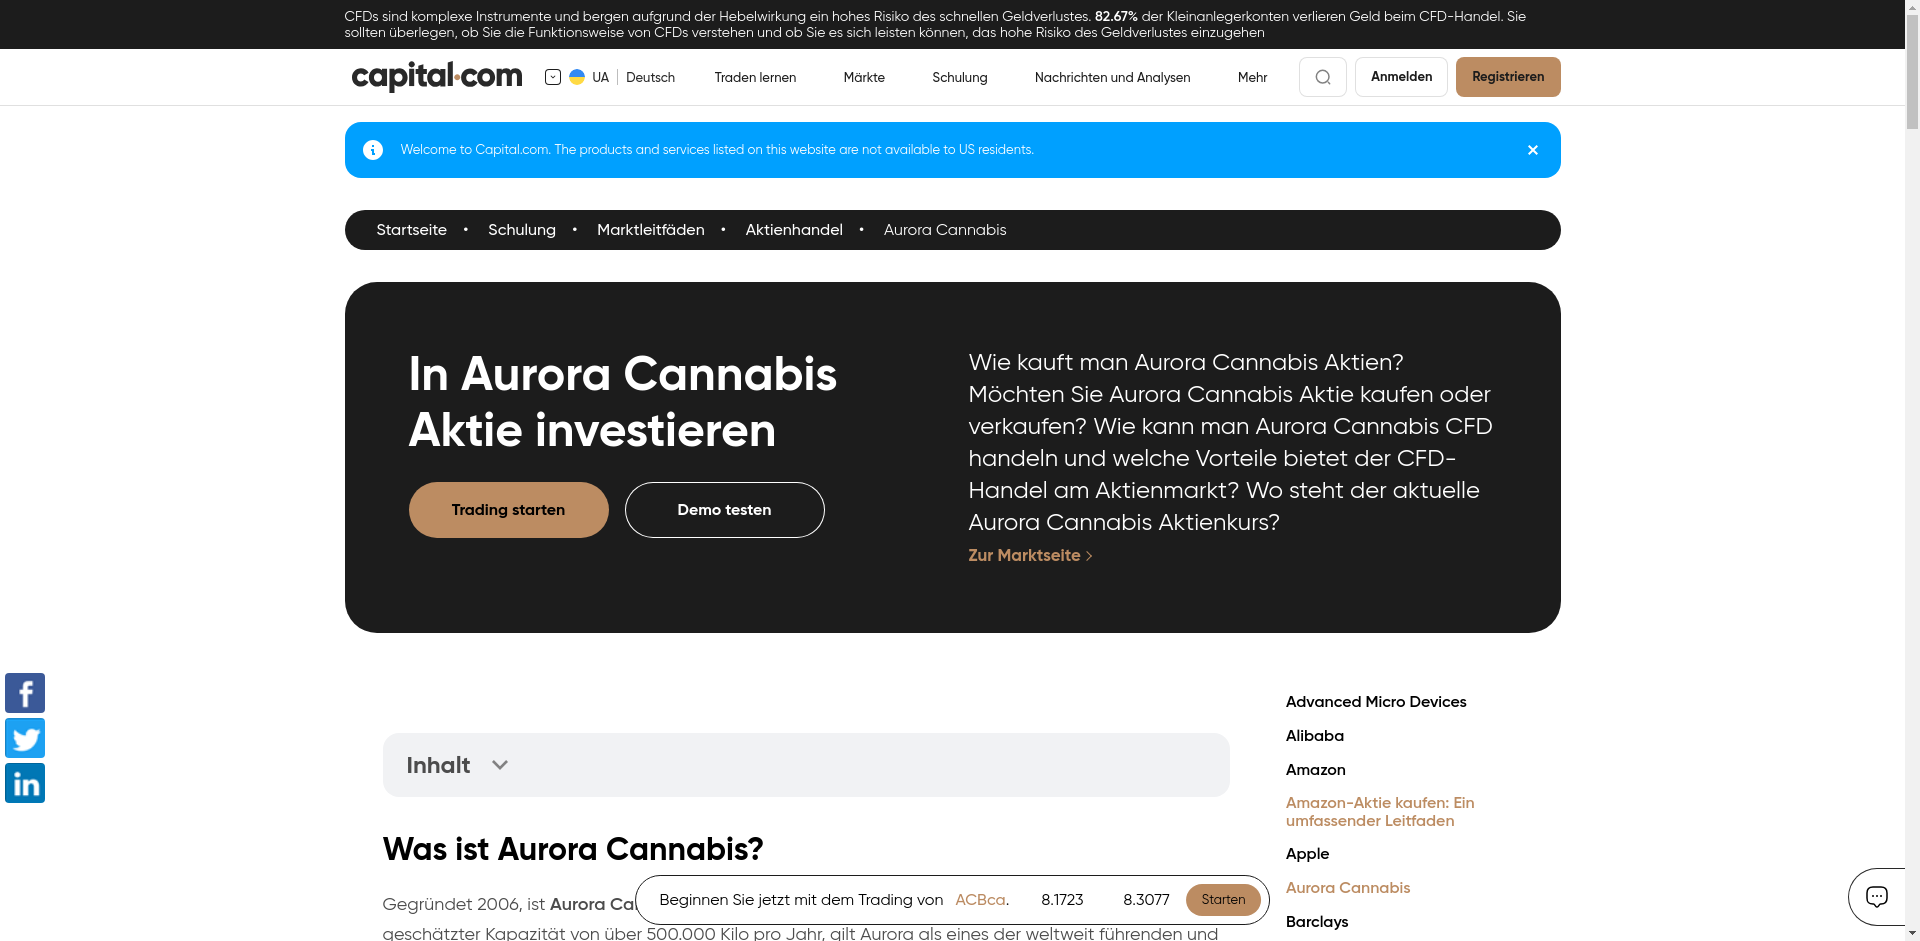 CFDs sind komplexe Instrumente und bergen aufgrund der Hebelwirkung ein hohes Risiko des schnellen Geldverlustes. 82.67% der Kleinanlegerkonten verlieren Geld beim CFD-Handel. Sie
sollten überlegen, ob Sie die Funktionsweise von CFDs verstehen und ob Sie es sich leisten können, das hohe Risiko des Geldverlustes einzugehen
capital.com
UA
Deutsch
Traden lernen
Märkte
Schulung
Nachrichten und Analysen
Mehr
Anmelden
Registrieren
Welcome to Capital.com. The products and services listed on this website are not available to US residents.
Startseite • Schulung • Marktleitfäden • Aktienhandel • Aurora Cannabis
In Aurora Cannabis
Aktie investieren
Trading starten
Demo testen
Wie kauft man Aurora Cannabis Aktien?
Möchten Sie Aurora Cannabis Aktie kaufen oder
verkaufen? Wie kann man Aurora Cannabis CFD
handeln und welche Vorteile bietet der CFD-
Handel am Aktienmarkt? Wo steht der aktuelle
Aurora Cannabis Aktienkurs?
Zur Marktseite
Inhalt
Was ist Aurora Cannabis?
Gegründet 2006, ist Aurora
geschätzter Kapazität von über 500.000 Kilo pro Jahr, gilt Aurora als eines der weltweit führenden und
Advanced Micro Devices
Alibaba
Amazon
Amazon-Aktie kaufen: Ein
umfassender Leitfaden
Apple
Aurora Cannabis
Barclays
Beginnen Sie jetzt mit dem Trading von ACBca. 8.1723 8.3077 Starten